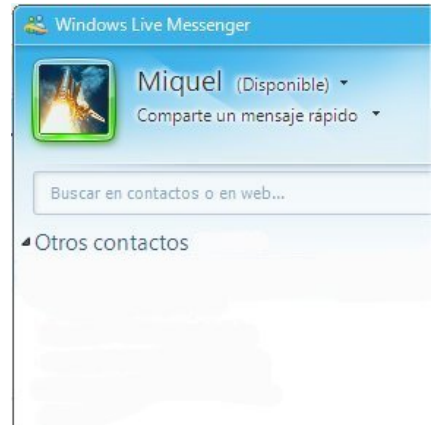 Windows Live Messenger
Miquel (Disponible)
Comparte un mensaje rápido
Buscar en contactos o en web...
Otros contactos